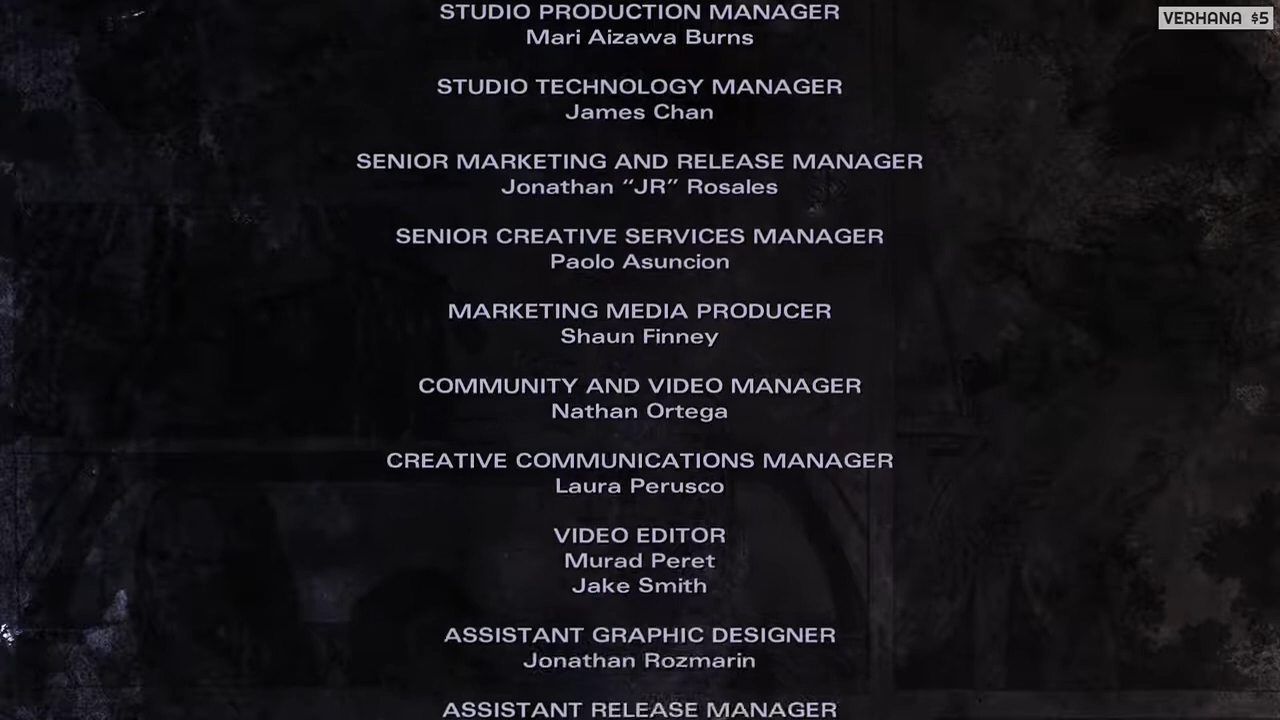 STUDIO PRODUCTION MANAGER
Mari Aizawa Burns
VERHANA $5
STUDIO TECHNOLOGY MANAGER
James Chan
SENIOR MARKETING AND RELEASE MANAGER
Jonathan “JR” Rosales
SENIOR CREATIVE SERVICES MANAGER
Paolo Asuncion
MARKETING MEDIA PRODUCER
Shaun Finney
COMMUNITY AND VIDEO MANAGER
Nathan Ortega
CREATIVE COMMUNICATIONS MANAGER
Laura Perusco
VIDEO EDITOR
Murad Peret
Jake Smith
ASSISTANT GRAPHIC DESIGNER
Jonathan Rozmarin
ASSISTANT RELEASE MANAGER